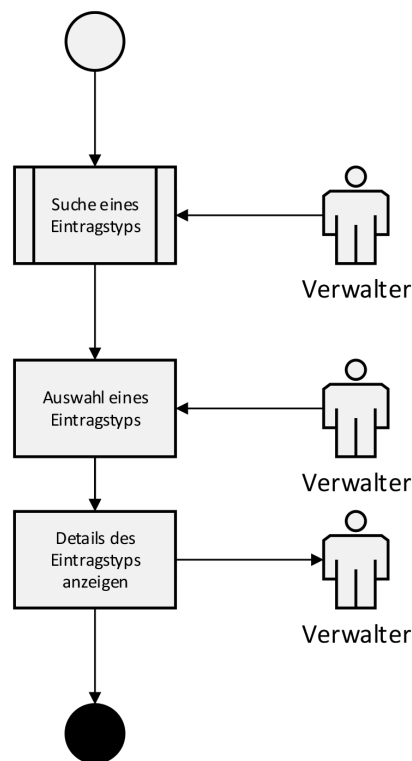 Suche eines
Eintragstyps
Verwalter
Auswahl eines
Eintragstyps
Verwalter
Details des
Eintragstyps
anzeigen
Verwalter